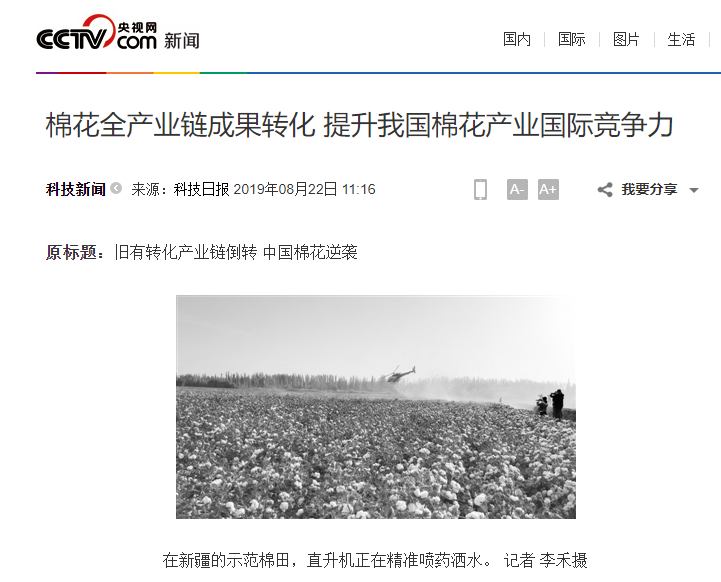 CCTV.com 央视网 新闻
国内 国际 图片 生活
棉花全产业链成果转化 提升我国棉花产业国际竞争力
科技新闻 来源：科技日报 2019年08月22日 11:16 A- A+ 我要分享
原标题：旧有转化产业链倒转 中国棉花逆袭
在新疆的示范棉田，直升机正在精准喷药洒水。 记者 李禾摄